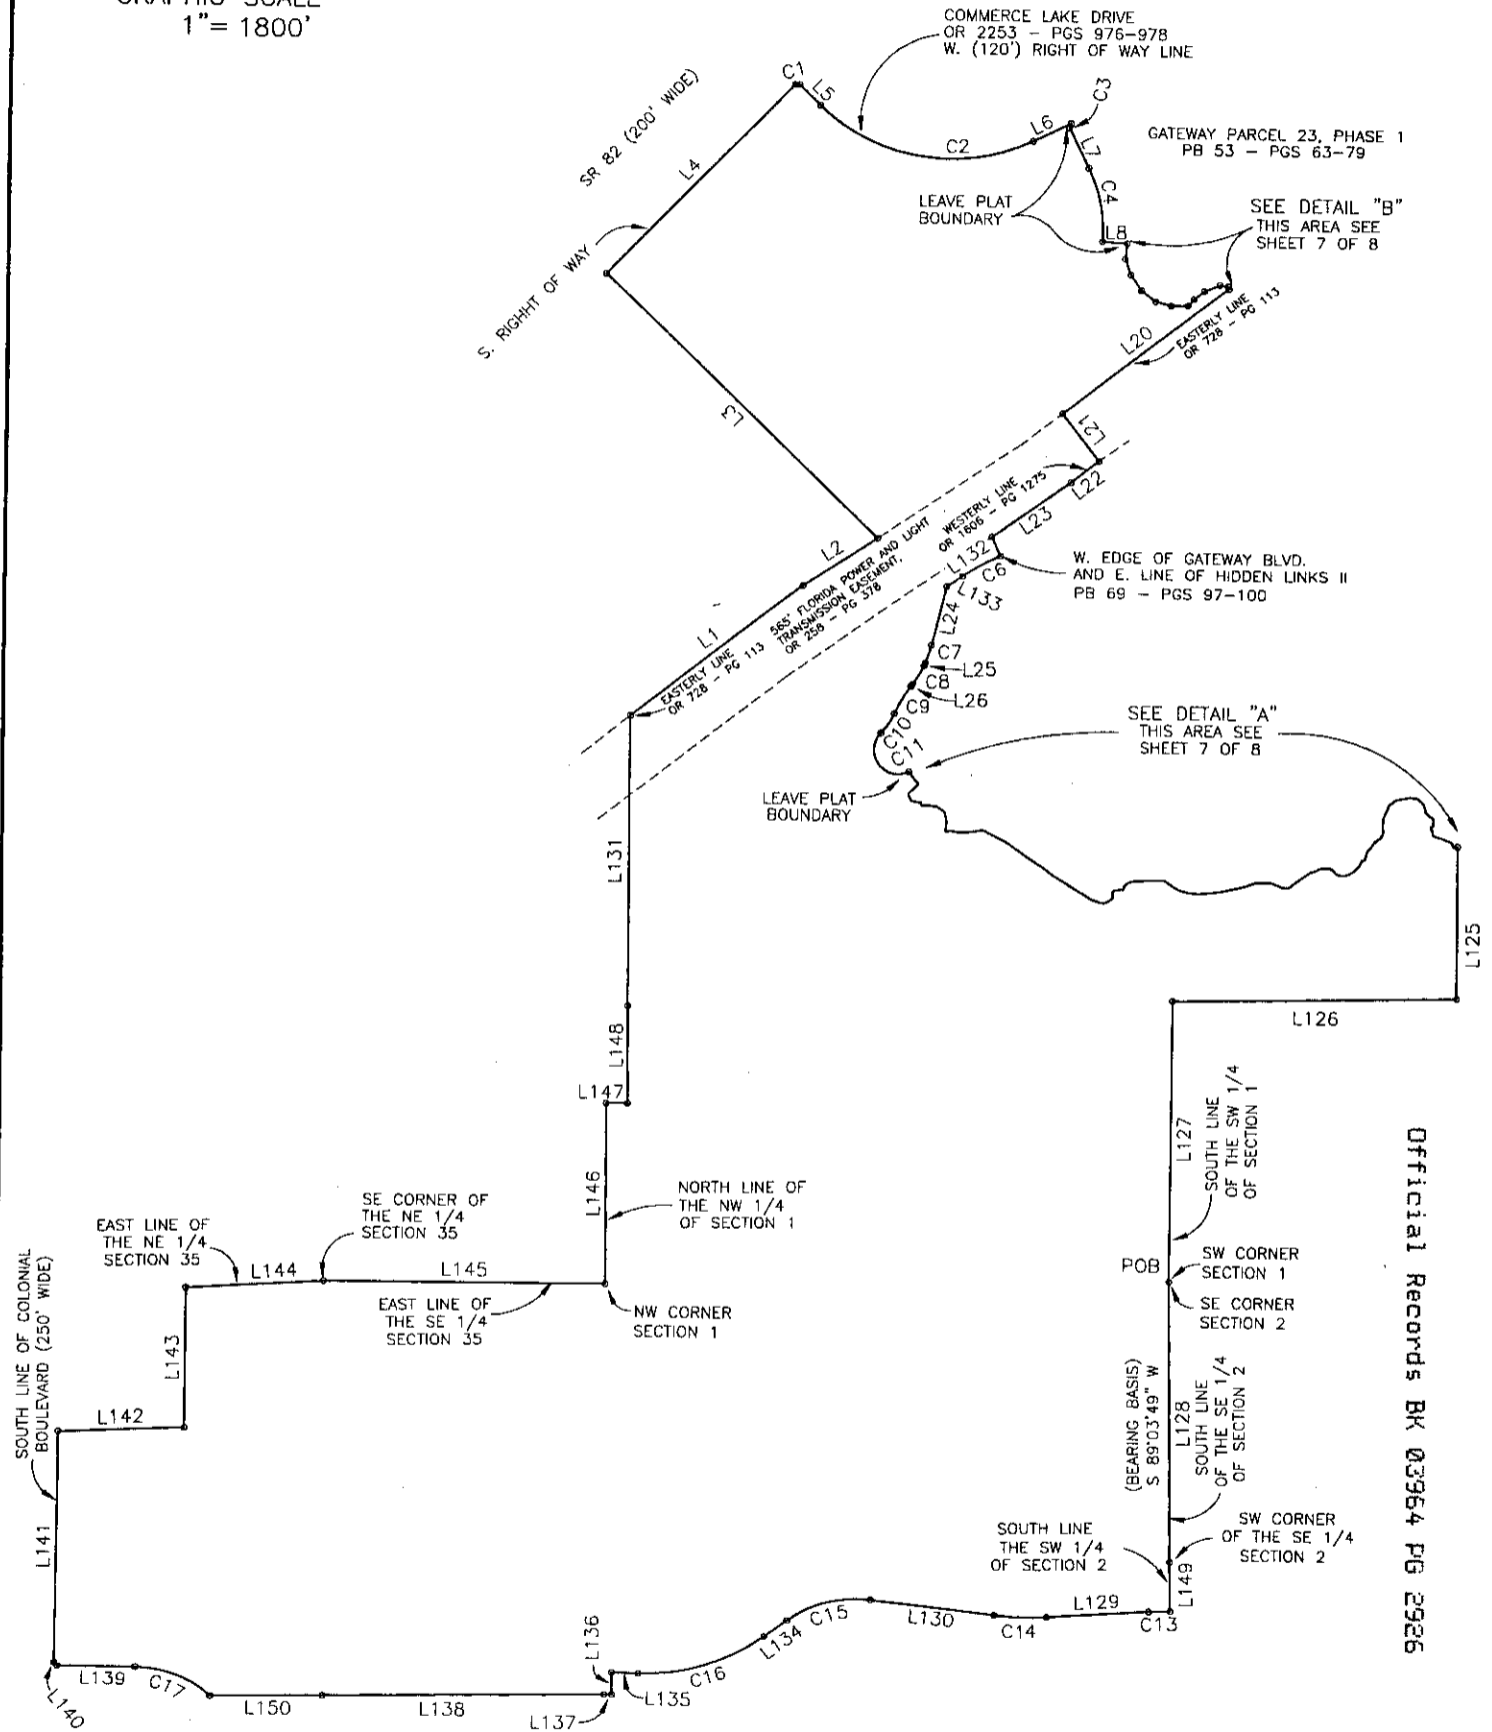 GRAPHIC SCALE
1"= 1800'
COMMERCE LAKE DRIVE
OR 2253 - PGS 976-978
W. (120') RIGHT OF WAY LINE
SR 82 (200' WIDE)
C1
L5
C2
L6
C3
L7
C4
L8
L4
GATEWAY PARCEL 23, PHASE 1
PB 53 - PGS 63-79
LEAVE PLAT
BOUNDARY
SEE DETAIL "B"
THIS AREA SEE
SHEET 7 OF 8
S. RIGHHT OF WAY
L3
L20
EASTERLY LINE
OR 728 - PG 113
L21
L22
L23
WESTERLY LINE
OR 1606 - PG 1275
L2
L1
565' FLORIDA POWER AND LIGHT
TRANSMISSION EASEMENT,
OR 258 - PG 378
EASTERLY LINE
OR 728 - PG 113
L132
C6
L133
W. EDGE OF GATEWAY BLVD.
AND E. LINE OF HIDDEN LINKS II
PB 69 - PGS 97-100
L24
C7
L25
C8
L26
C9
C10
C11
LEAVE PLAT
BOUNDARY
SEE DETAIL "A"
THIS AREA SEE
SHEET 7 OF 8
L131
L125
L126
L148
L147
L146
NORTH LINE OF
THE NW 1/4
OF SECTION 1
L127
SOUTH LINE
OF THE SW 1/4
OF SECTION 1
SE CORNER OF
THE NE 1/4
SECTION 35
EAST LINE OF
THE NE 1/4
SECTION 35
L144
L145
EAST LINE OF
THE SE 1/4
SECTION 35
NW CORNER
SECTION 1
POB
SW CORNER
SECTION 1
SE CORNER
SECTION 2
SOUTH LINE OF COLONIAL
BOULEVARD (250' WIDE)
L143
L142
L141
(BEARING BASIS)
S 89°03'49" W
L128
SOUTH LINE
OF THE SE 1/4
OF SECTION 2
SOUTH LINE
THE SW 1/4
OF SECTION 2
SW CORNER
OF THE SE 1/4
SECTION 2
L149
C13
L129
C14
L130
C15
L134
C16
L136
L135
L137
L138
L150
C17
L139
L140
Official Records BK 03964 PG 2926